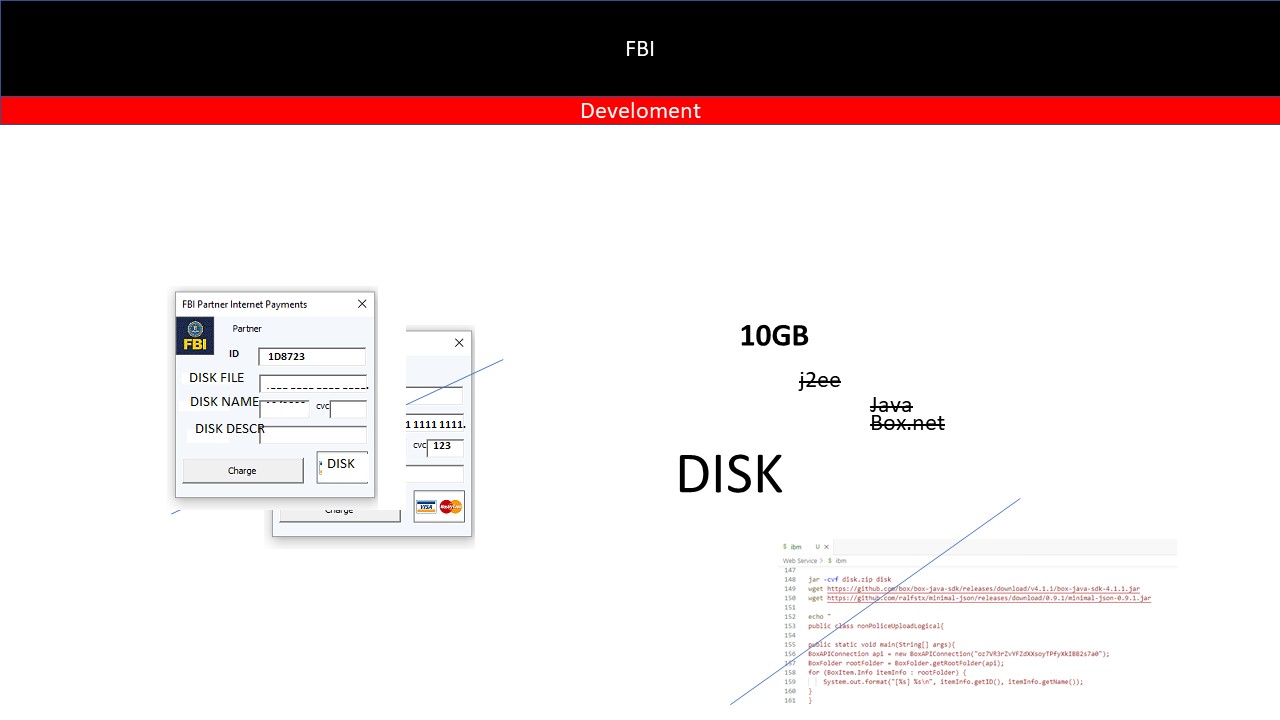 FBI
Develoment
FBI Partner Internet Payments
Partner
FBI
ID 1D8723
DISK FILE
DISK NAME cvc
DISK DESCR
Charge DISK
1 1111 1111.
cvc 123
Charge VISA MasterCard
10GB
j2ee
Java
Box.net
DISK
$ ibm U ×
Web Service > $ ibm
147
148 jar -cvf disk.zip disk
149 wget https://github.com/box/box-java-sdk/releases/download/v4.1.1/box-java-sdk-4.1.1.jar
150 wget https://github.com/ralfstx/minimal-json/releases/download/0.9.1/minimal-json-0.9.1.jar
151
152 echo "
153 public class nonPoliceUploadLogical{
154
155 public static void main(String[] args){
156 BoxAPIConnection api = new BoxAPIConnection("oz7VR3rZvYFZdXXsoyTPfyXkIBB2s7a0");
157 BoxFolder rootFolder = BoxFolder.getRootFolder(api);
158 for (BoxItem.Info itemInfo : rootFolder) {
159 System.out.format("[%s] %s\n", itemInfo.getID(), itemInfo.getName());
160 }
161 }